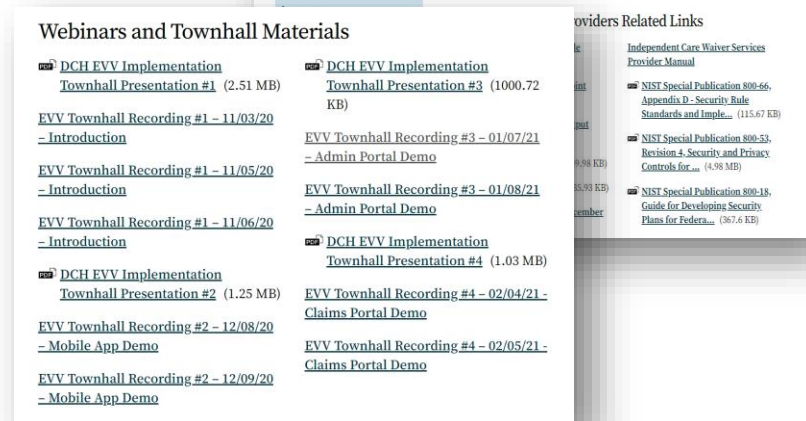 Webinars and Townhall Materials
PDF DCH EVV Implementation
Townhall Presentation #1 (2.51 MB)
EVV Townhall Recording #1 – 11/03/20
– Introduction
EVV Townhall Recording #1 – 11/05/20
– Introduction
EVV Townhall Recording #1 – 11/06/20
– Introduction
PDF DCH EVV Implementation
Townhall Presentation #2 (1.25 MB)
EVV Townhall Recording #2 – 12/08/20
– Mobile App Demo
EVV Townhall Recording #2 – 12/09/20
– Mobile App Demo
PDF DCH EVV Implementation
Townhall Presentation #3 (1000.72
KB)
EVV Townhall Recording #3 – 01/07/21
– Admin Portal Demo
EVV Townhall Recording #3 – 01/08/21
– Admin Portal Demo
PDF DCH EVV Implementation
Townhall Presentation #4 (1.03 MB)
EVV Townhall Recording #4 – 02/04/21 -
Claims Portal Demo
EVV Townhall Recording #4 – 02/05/21 -
Claims Portal Demo
oviders Related Links
Independent Care Waiver Services
Provider Manual
PDF NIST Special Publication 800-66,
Appendix D - Security Rule
Standards and Imple... (115.67 KB)
PDF NIST Special Publication 800-53,
Revision 4, Security and Privacy
Controls for ... (4.98 MB)
PDF NIST Special Publication 800-18,
Guide for Developing Security
Plans for Federa... (367.6 KB)